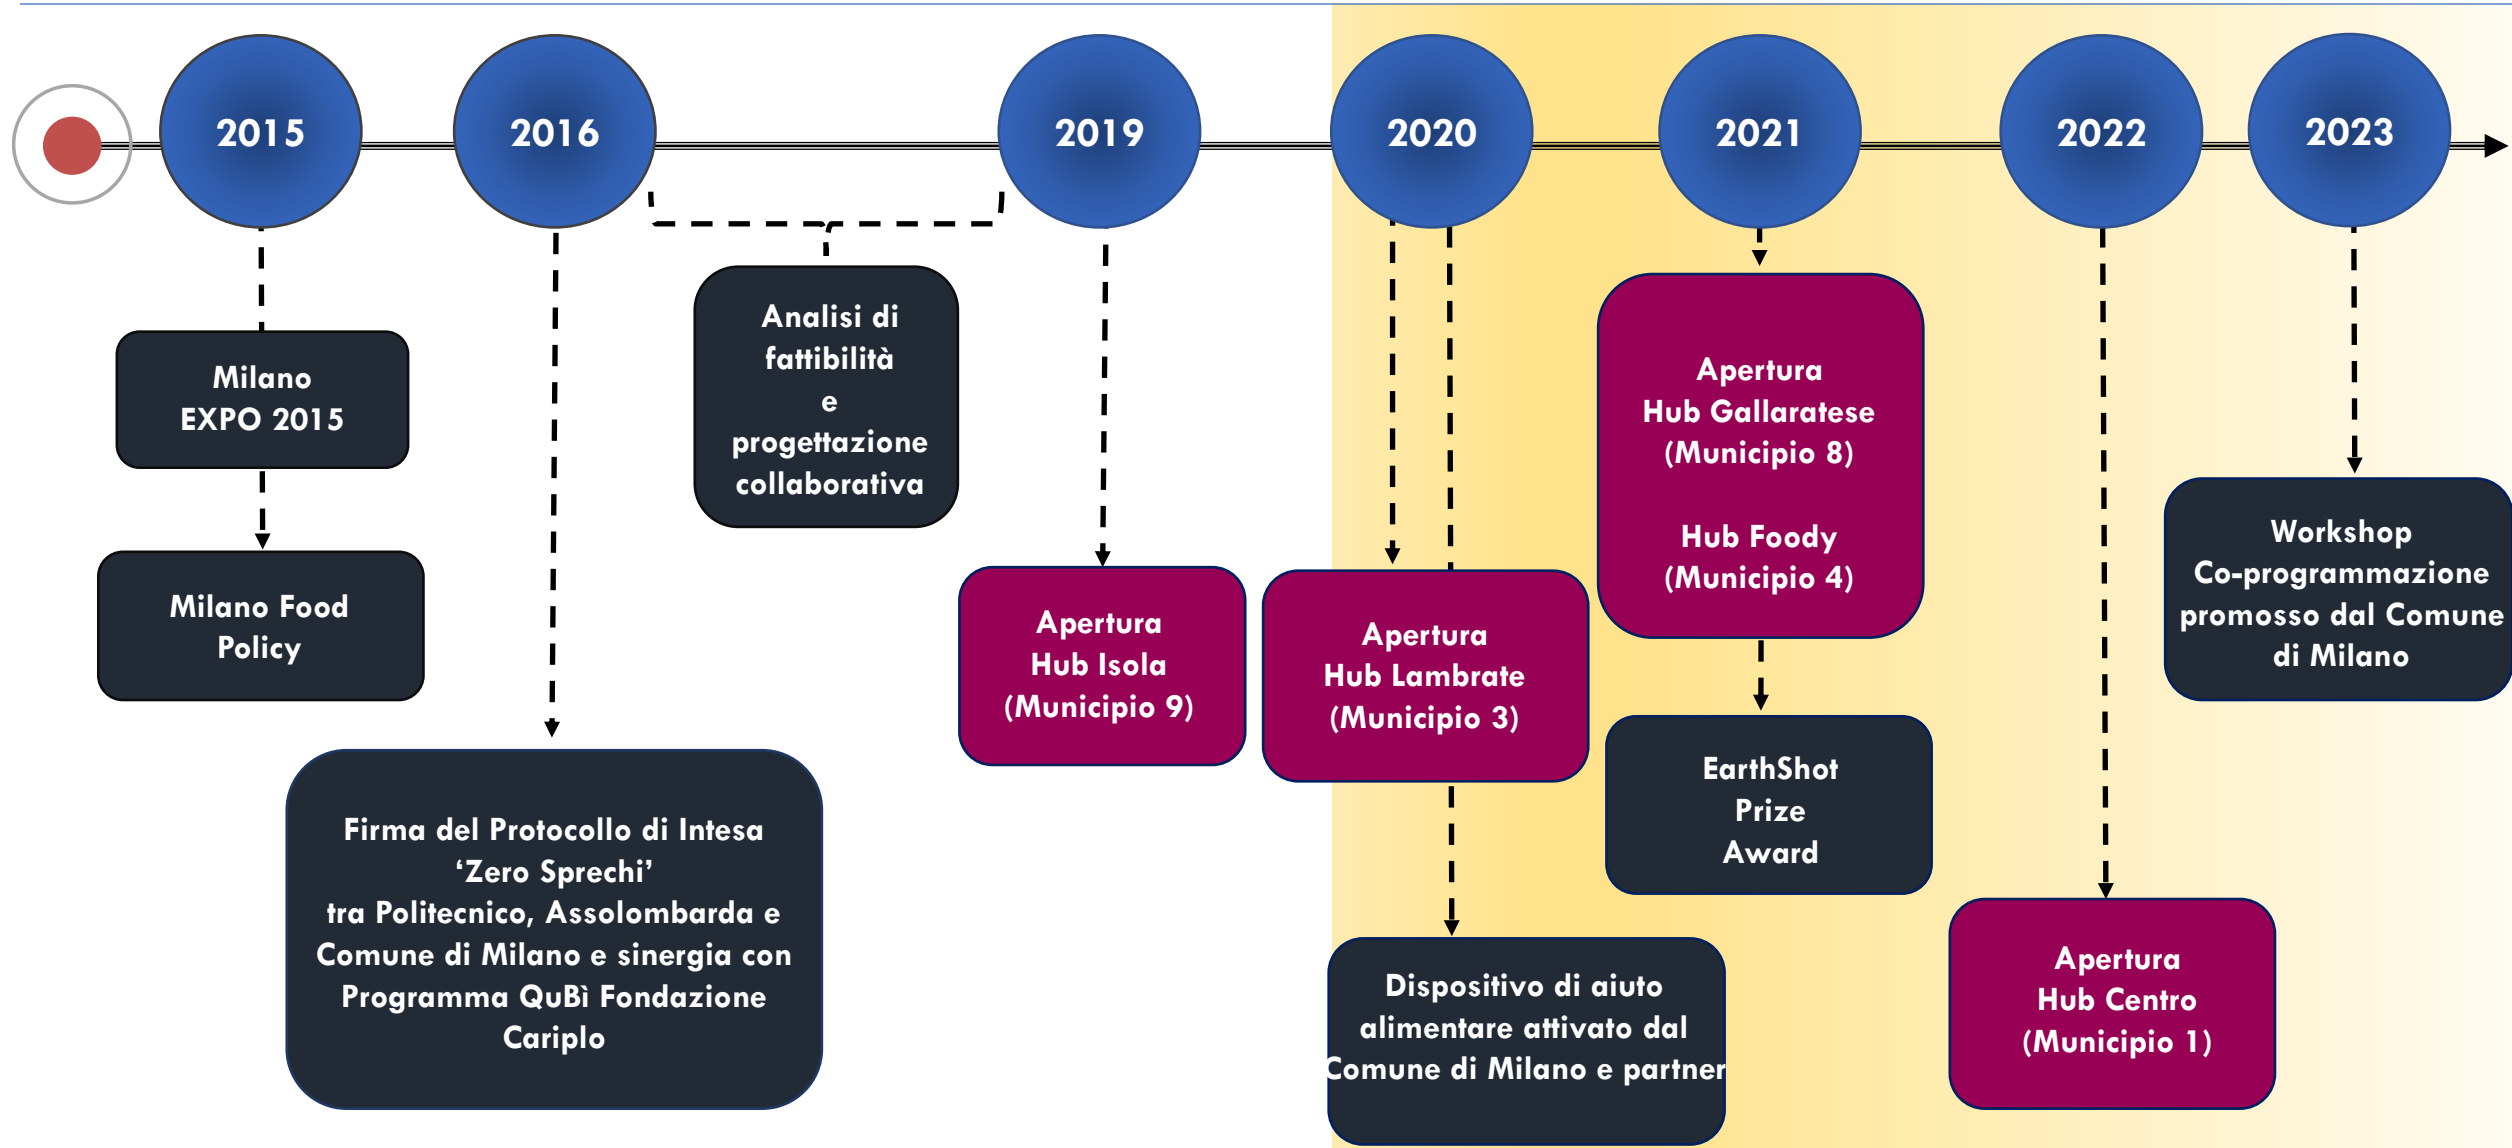 2015
2016
2019
2020
2021
2022
2023
Milano
EXPO 2015
Milano Food
Policy
Firma del Protocollo di Intesa
‘Zero Sprechi’
tra Politecnico, Assolombarda e
Comune di Milano e sinergia con
Programma QuBì Fondazione
Cariplo
Analisi di
fattibilità
e
progettazione
collaborativa
Apertura
Hub Isola
(Municipio 9)
Apertura
Hub Lambrate
(Municipio 3)
Dispositivo di aiuto
alimentare attivato dal
Comune di Milano e partner
Apertura
Hub Gallaratese
(Municipio 8)
Hub Foody
(Municipio 4)
EarthShot
Prize
Award
Apertura
Hub Centro
(Municipio 1)
Workshop
Co-programmazione
promosso dal Comune
di Milano